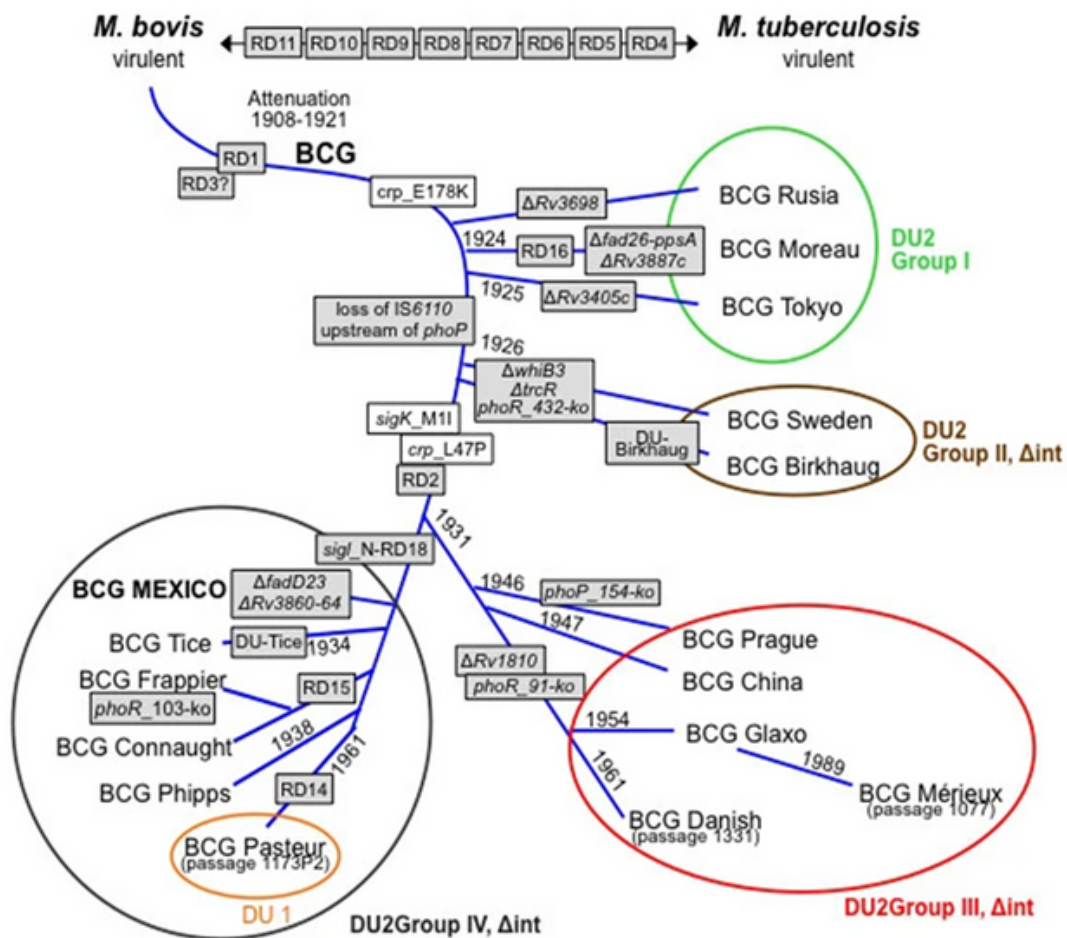 M. bovis
virulent
RD11 RD10 RD9 RD8 RD7 RD6 RD5 RD4
M. tuberculosis
virulent
Attenuation
1908-1921
RD1
BCG
RD3?
crp_E178K
ΔRv3698
BCG Rusia
1924
RD16
Δfad26-ppsA
ΔRv3887c
BCG Moreau
DU2
Group I
1925
ΔRv3405c
BCG Tokyo
loss of IS6110
upstream of phoP
1926
ΔwhiB3
ΔtrcR
phoR_432-ko
BCG Sweden
DU-
Birkhaug
BCG Birkhaug
DU2
Group II, Δint
sigK_M1I
crp_L47P
RD2
1931
sigI_N-RD18
BCG MEXICO
ΔfadD23
ΔRv3860-64
BCG Tice
DU-Tice
1934
BCG Frappier
phoR_103-ko
RD15
BCG Connaught
1938
1961
BCG Phipps
RD14
BCG Pasteur
(passage 1173P2)
DU 1
DU2Group IV, Δint
1946
phoP_154-ko
1947
BCG Prague
ΔRv1810
phoR_91-ko
BCG China
1954
BCG Glaxo
1989
BCG Mérieux
(passage 1077)
1961
BCG Danish
(passage 1331)
DU2Group III, Δint